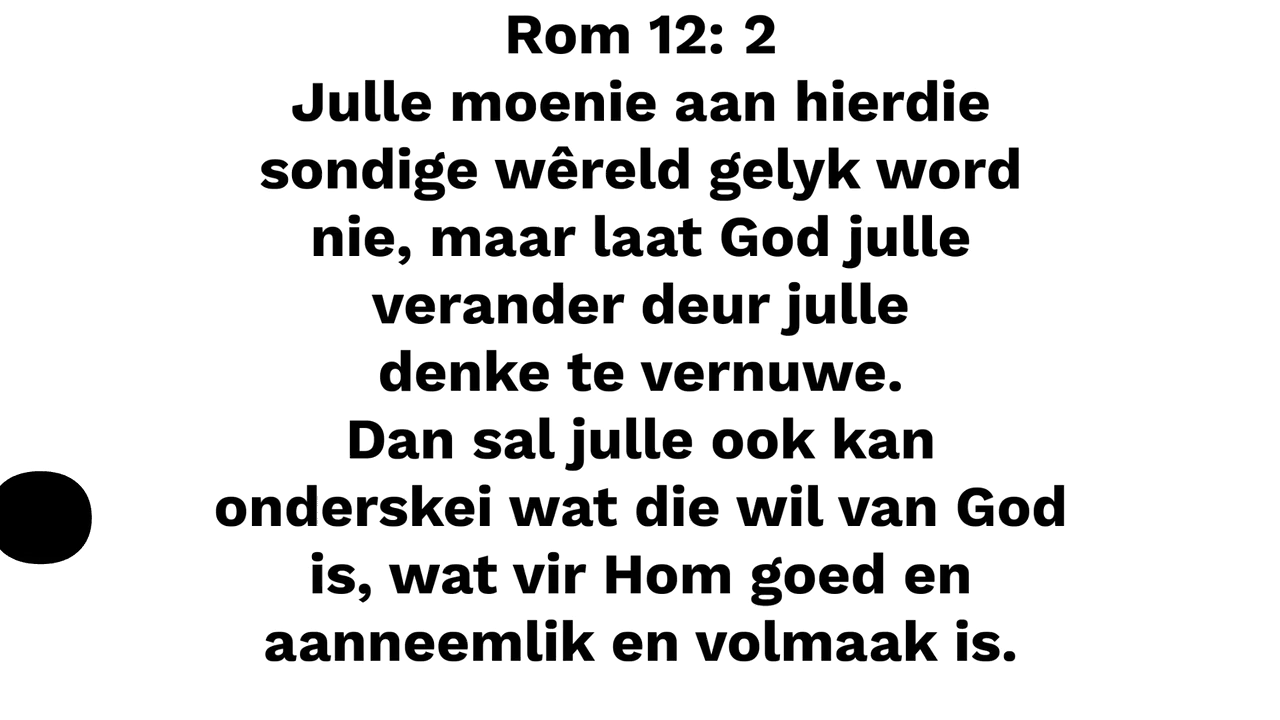 Rom 12: 2
Julle moenie aan hierdie
sondige wêreld gelyk word
nie, maar laat God julle
verander deur julle
denke te vernuwe.
Dan sal julle ook kan
onderskei wat die wil van God
is, wat vir Hom goed en
aanneemlik en volmaak is.